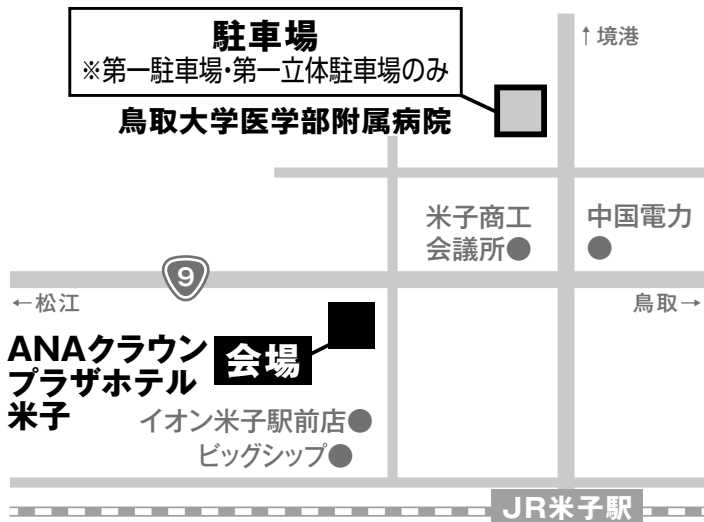 駐車場
※第一駐車場・第一立体駐車場のみ
↑境港
鳥取大学医学部附属病院
米子商工
会議所●
中国電力
●
9
←松江
鳥取→
ANAクラウン
プラザホテル
米子
会場
イオン米子駅前店●
ビッグシップ●
JR米子駅